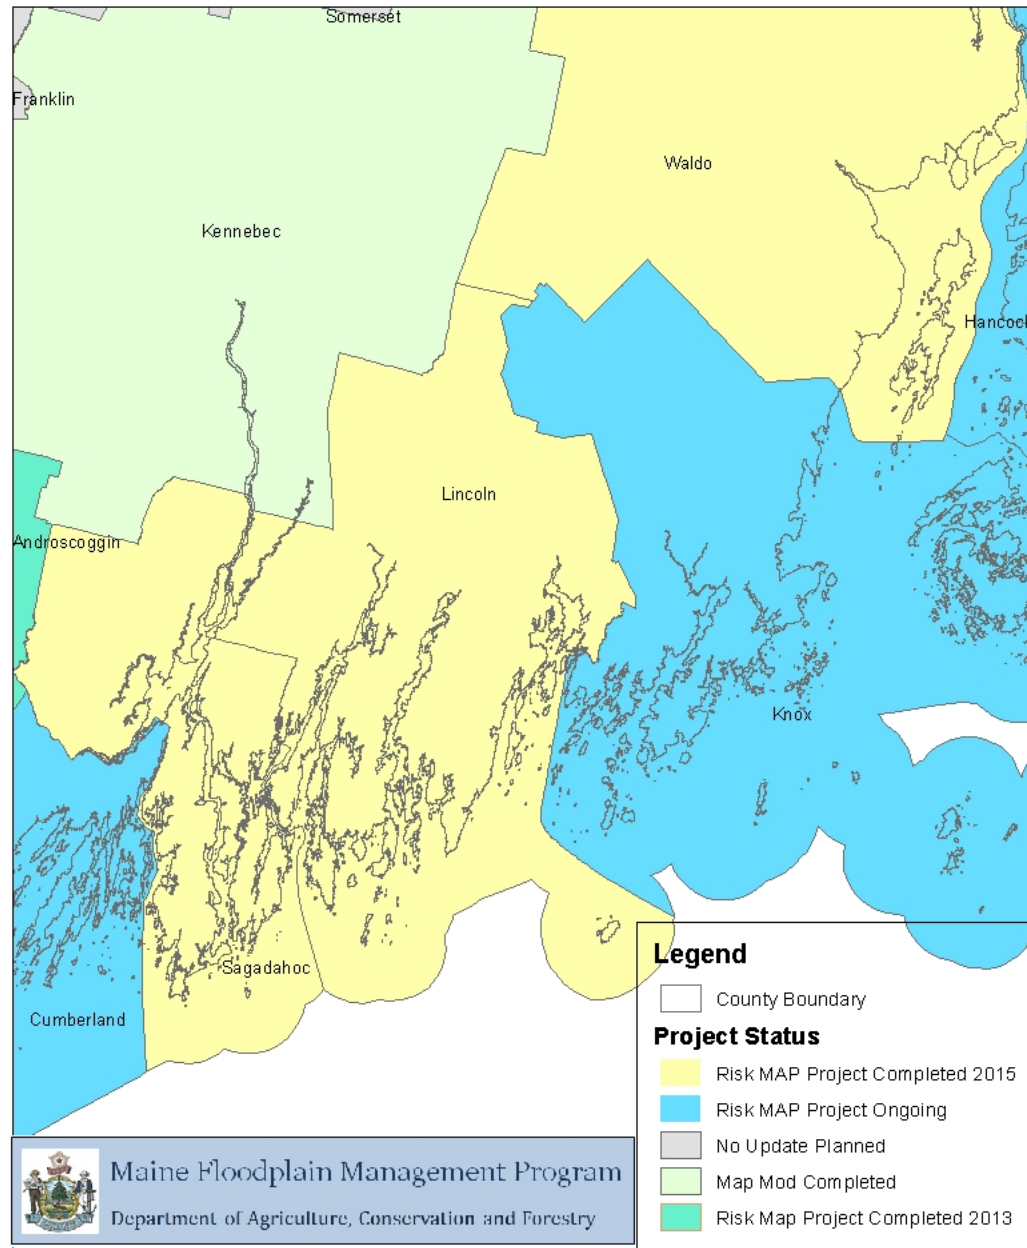 Somerset
Franklin
Waldo
Kennebec
Hancock
Lincoln
Androscoggin
Knox
Sagadahoc
Cumberland
Legend
County Boundary
Project Status
Risk MAP Project Completed 2015
Risk MAP Project Ongoing
No Update Planned
Map Mod Completed
Risk Map Project Completed 2013
Maine Floodplain Management Program
Department of Agriculture, Conservation and Forestry